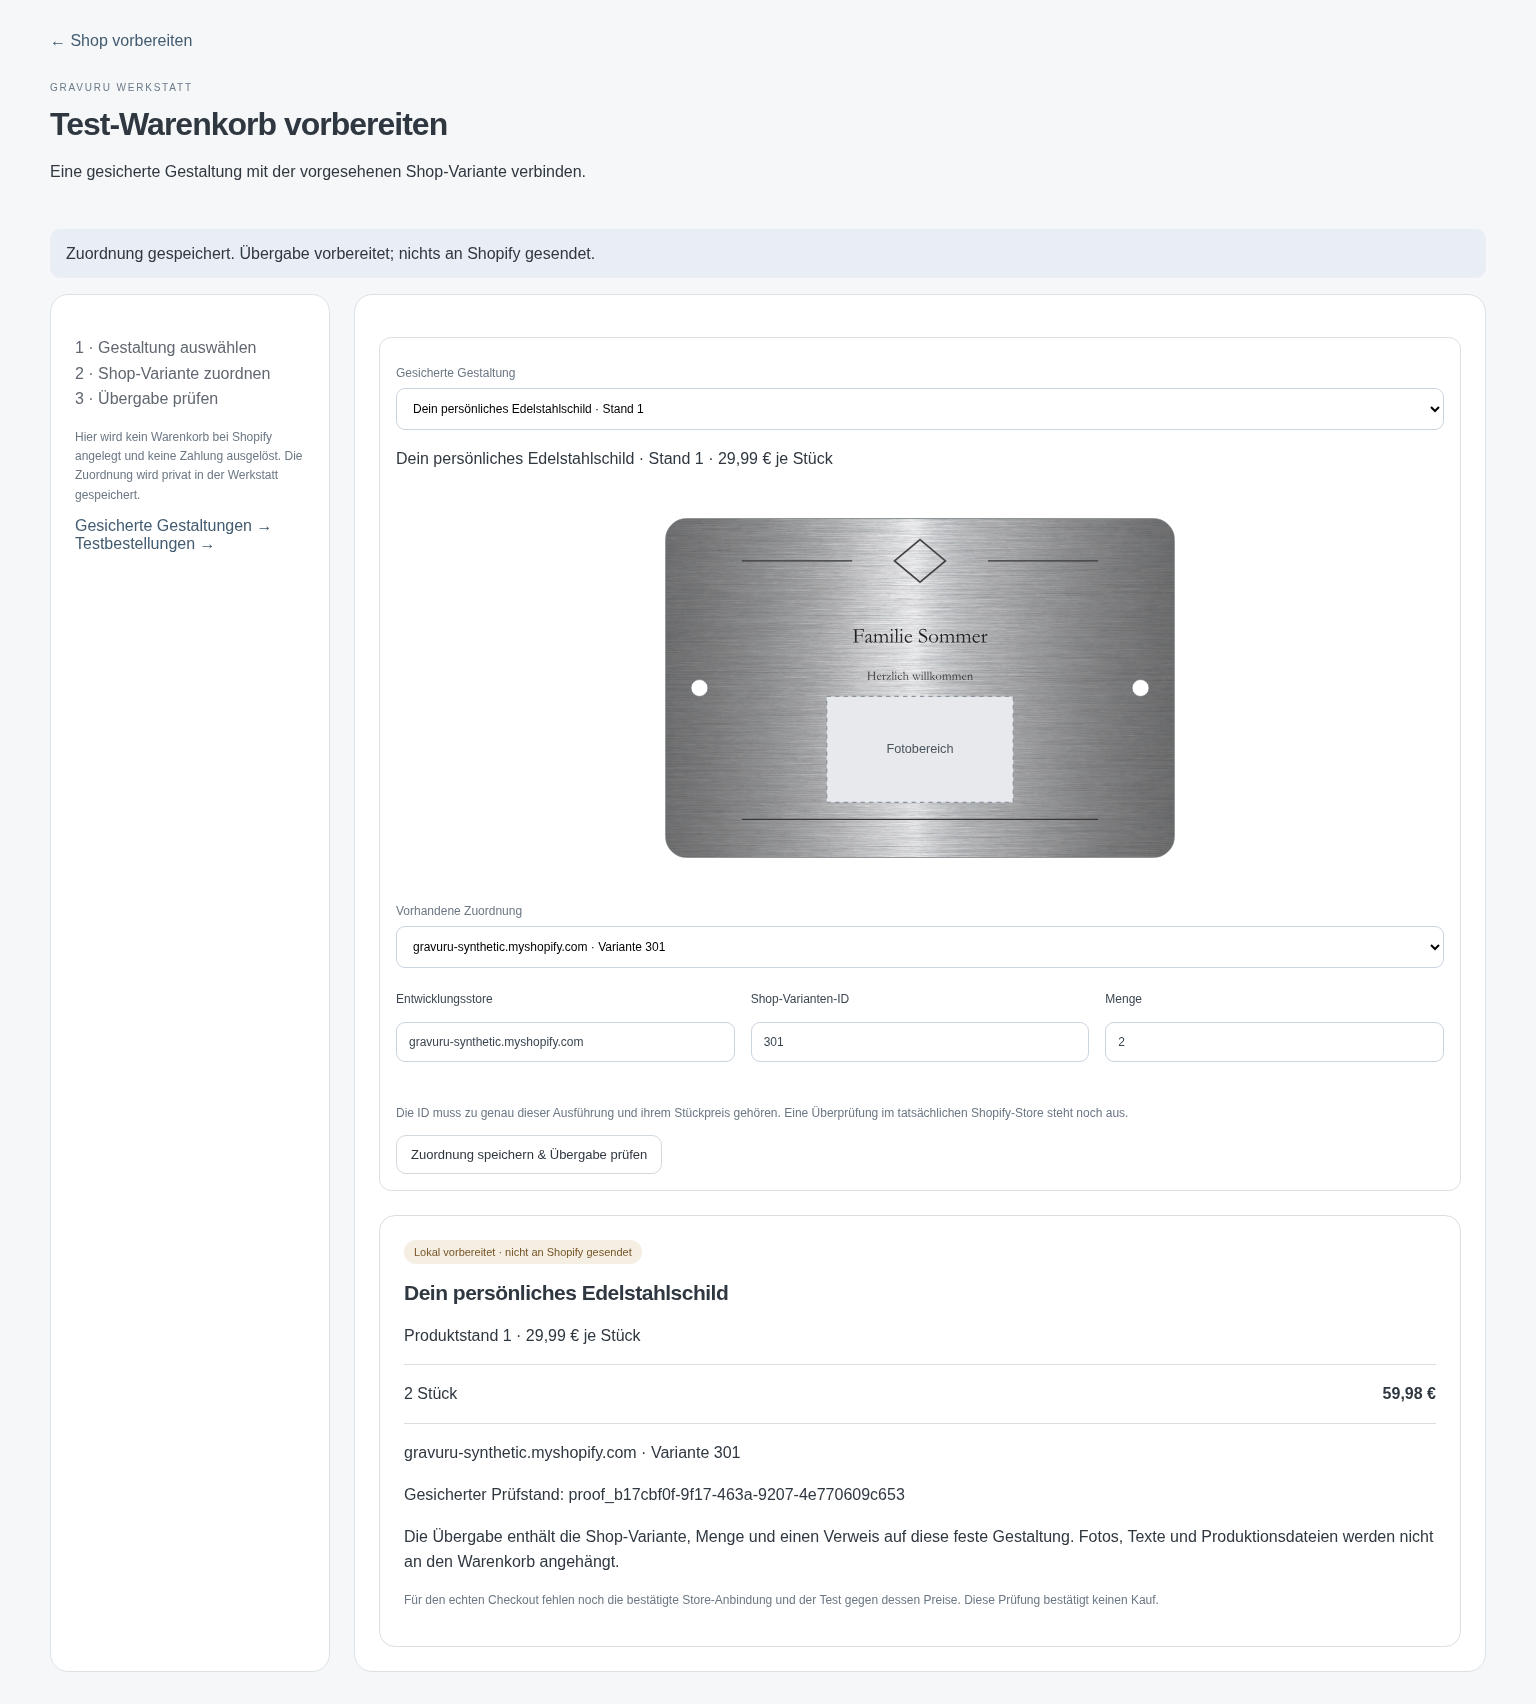 ← Shop vorbereiten
GRAVURU WERKSTATT
Test-Warenkorb vorbereiten
Eine gesicherte Gestaltung mit der vorgesehenen Shop-Variante verbinden.
Zuordnung gespeichert. Übergabe vorbereitet; nichts an Shopify gesendet.
1 · Gestaltung auswählen
2 · Shop-Variante zuordnen
3 · Übergabe prüfen
Hier wird kein Warenkorb bei Shopify
angelegt und keine Zahlung ausgelöst. Die
Zuordnung wird privat in der Werkstatt
gespeichert.
Gesicherte Gestaltungen →
Testbestellungen →
Gesicherte Gestaltung
Dein persönliches Edelstahlschild · Stand 1
Dein persönliches Edelstahlschild · Stand 1 · 29,99 € je Stück
Familie Sommer
Herzlich willkommen
Fotobereich
Vorhandene Zuordnung
gravuru-synthetic.myshopify.com · Variante 301
Entwicklungsstore Shop-Varianten-ID Menge
gravuru-synthetic.myshopify.com 301 2
Die ID muss zu genau dieser Ausführung und ihrem Stückpreis gehören. Eine Überprüfung im tatsächlichen Shopify-Store steht noch aus.
Zuordnung speichern & Übergabe prüfen
Lokal vorbereitet · nicht an Shopify gesendet
Dein persönliches Edelstahlschild
Produktstand 1 · 29,99 € je Stück
2 Stück 59,98 €
gravuru-synthetic.myshopify.com · Variante 301
Gesicherter Prüfstand: proof_b17cbf0f-9f17-463a-9207-4e770609c653
Die Übergabe enthält die Shop-Variante, Menge und einen Verweis auf diese feste Gestaltung. Fotos, Texte und Produktionsdateien werden nicht
an den Warenkorb angehängt.
Für den echten Checkout fehlen noch die bestätigte Store-Anbindung und der Test gegen dessen Preise. Diese Prüfung bestätigt keinen Kauf.